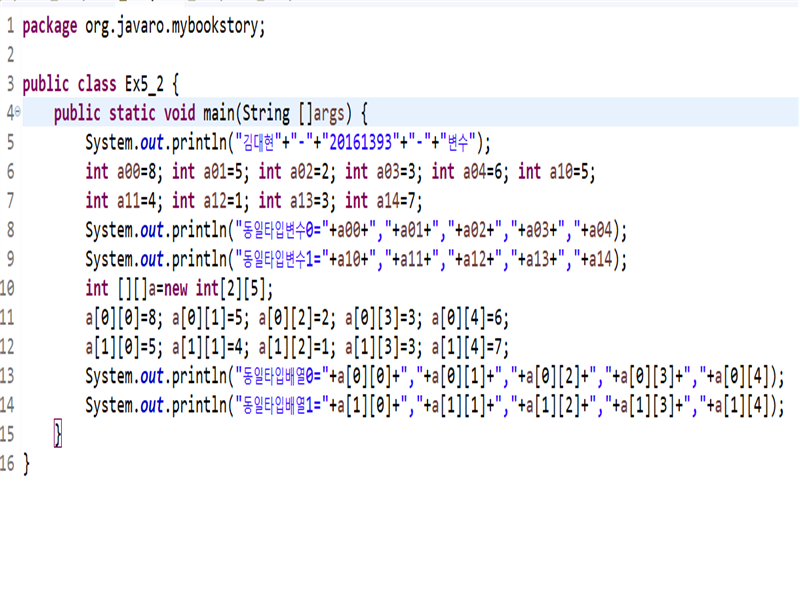 1 package org.javaro.mybookstory;
2
3 public class Ex5_2 {
4 public static void main(String []args) {
5 System.out.println("김대현"+"-"+"20161393"+"-"+"변수");
6 int a00=8; int a01=5; int a02=2; int a03=3; int a04=6; int a10=5;
7 int a11=4; int a12=1; int a13=3; int a14=7;
8 System.out.println("동일타입변수0="+a00+","+a01+","+a02+","+a03+","+a04);
9 System.out.println("동일타입변수1="+a10+","+a11+","+a12+","+a13+","+a14);
10 int [][]a=new int[2][5];
11 a[0][0]=8; a[0][1]=5; a[0][2]=2; a[0][3]=3; a[0][4]=6;
12 a[1][0]=5; a[1][1]=4; a[1][2]=1; a[1][3]=3; a[1][4]=7;
13 System.out.println("동일타입배열0="+a[0][0]+","+a[0][1]+","+a[0][2]+","+a[0][3]+","+a[0][4]);
14 System.out.println("동일타입배열1="+a[1][0]+","+a[1][1]+","+a[1][2]+","+a[1][3]+","+a[1][4]);
15 }
16 }